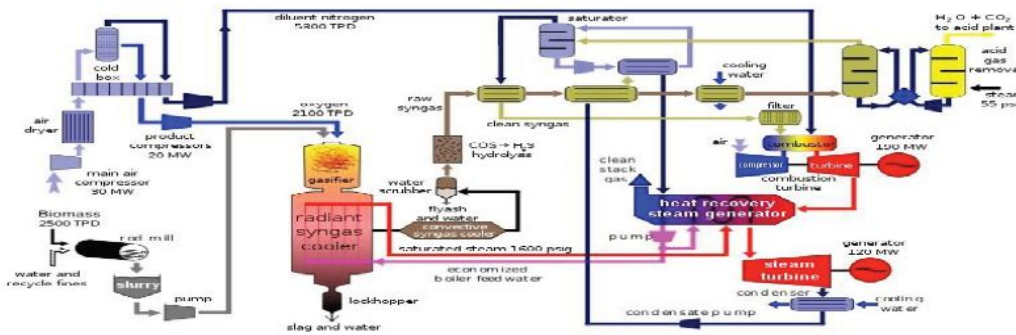 diluent nitrogen
5800 TPD
cold
box
air
dryer
main air
compressor
30 MW
product
compressors
20 MW
oxygen
2100 TPD
gasifier
radiant
syngas
cooler
lockhopper
slag and water
Biomass
2500 TPD
rod mill
water and
recycle fines
slurry
pump
raw
syngas
clean syngas
COS→H₂S
hydrolysis
water
scrubber
flyash
and water
convective
syngas cooler
saturated steam 1600 psig
economized
boiler feed water
saturator
cooling
water
filter
H₂O + CO₂
to acid plant
acid
gas
remova
steam
55 ps
air
combustor
compressor
turbine
combustion
turbine
generator
190 MW
clean
stack
gas
heat recovery
steam generator
pump
generator
120 MW
steam
turbine
condenser
cooling
water
condensate pump